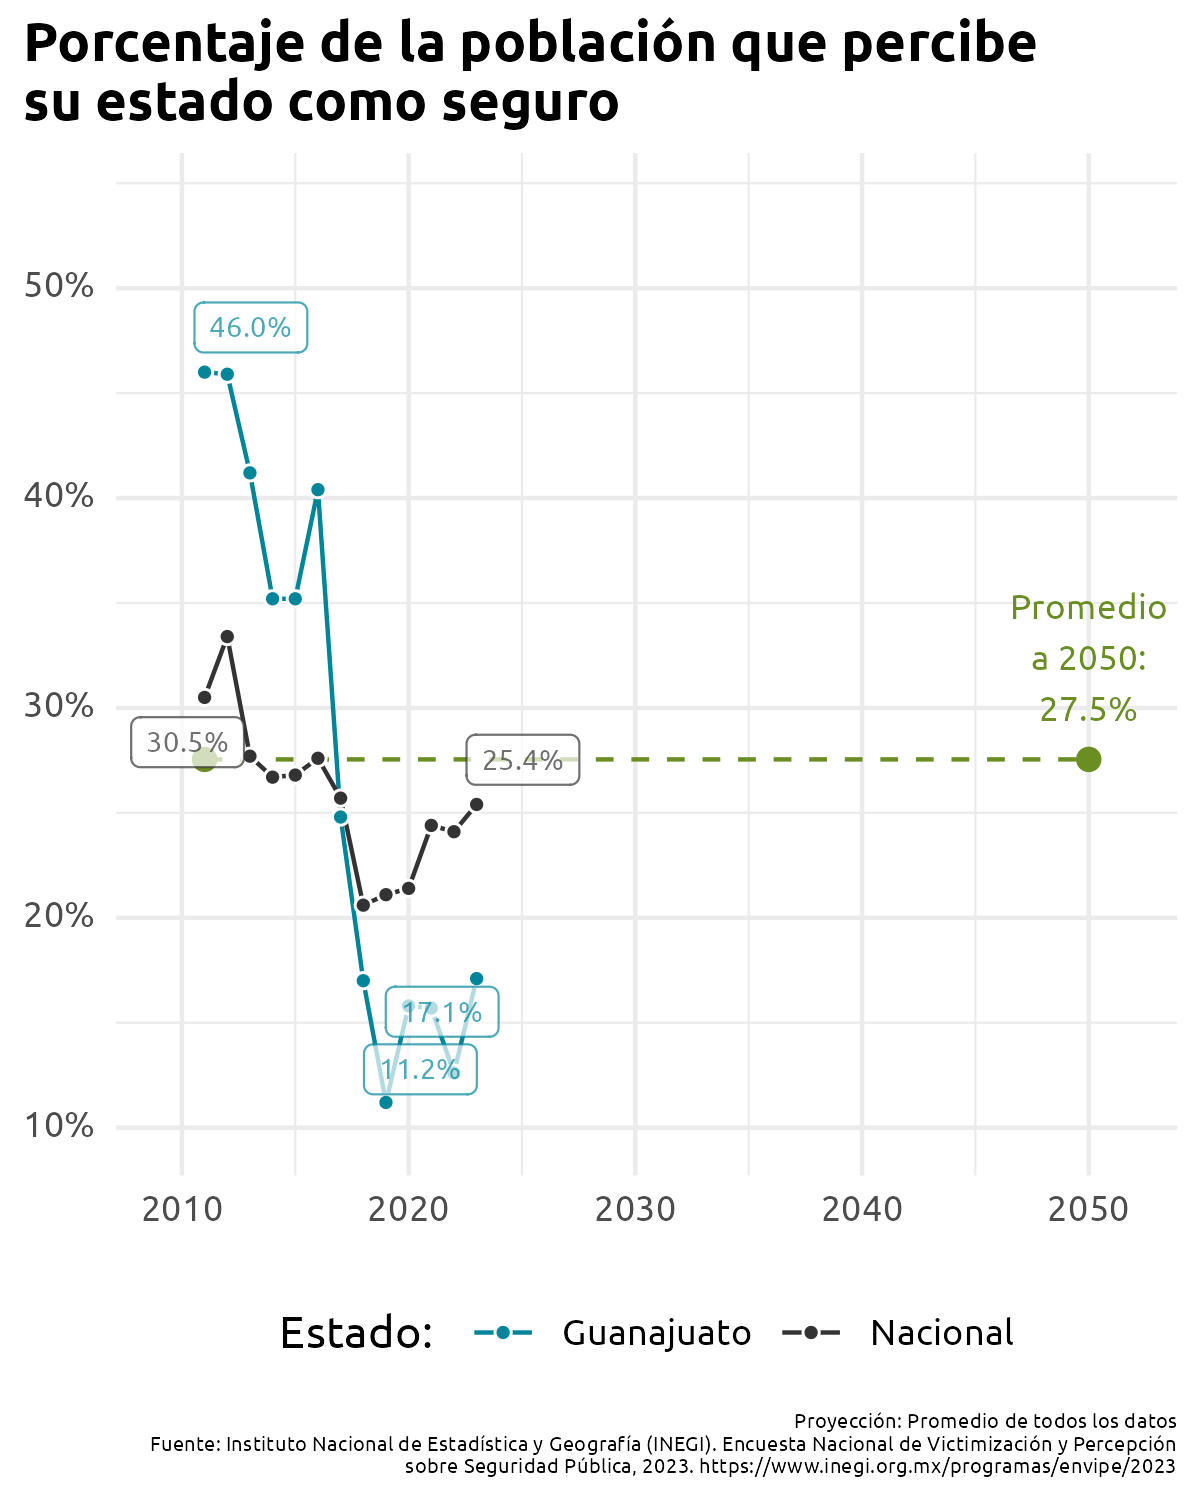 Porcentaje de la población que percibe
su estado como seguro
50%
46.0%
40%
Promedio
a 2050:
27.5%
30%
30.5%
25.4%
20%
17.1%
11.2%
10%
2010
2020
2030
2040
2050
Estado:
Guanajuato
Nacional
Proyección: Promedio de todos los datos
Fuente: Instituto Nacional de Estadística y Geografía (INEGI). Encuesta Nacional de Victimización y Percepción
sobre Seguridad Pública, 2023. https://www.inegi.org.mx/programas/envipe/2023